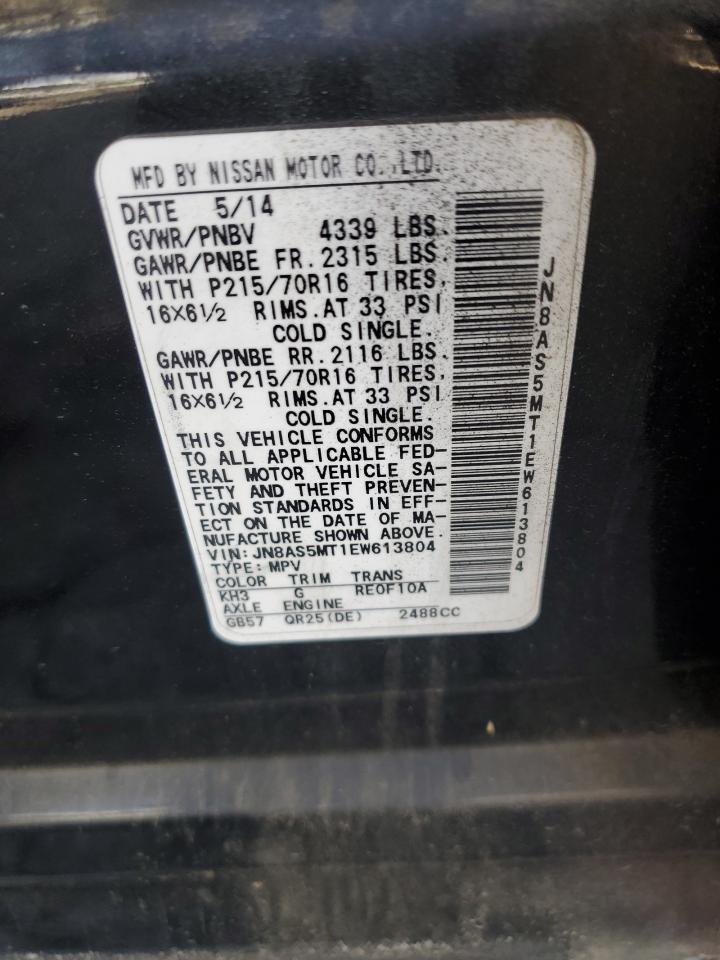 MFD BY NISSAN MOTOR CO.,LTD.
DATE 5/14
GVWR/PNBV 4339 LBS.
GAWR/PNBE FR.2315 LBS.
WITH P215/70R16 TIRES,
16X6½ RIMS.AT 33 PSI
COLD SINGLE.
GAWR/PNBE RR.2116 LBS.
WITH P215/70R16 TIRES,
16X6½ RIMS.AT 33 PSI
COLD SINGLE.
THIS VEHICLE CONFORMS
TO ALL APPLICABLE FED-
ERAL MOTOR VEHICLE SA-
FETY AND THEFT PREVEN-
TION STANDARDS IN EFF-
ECT ON THE DATE OF MA-
NUFACTURE SHOWN ABOVE.
VIN:JN8AS5MT1EW613804
TYPE:MPV
COLOR TRIM TRANS
KH3 G RE0F10A
AXLE ENGINE
GB57 QR25(DE) 2488CC
JN8AS5MT1EW613804